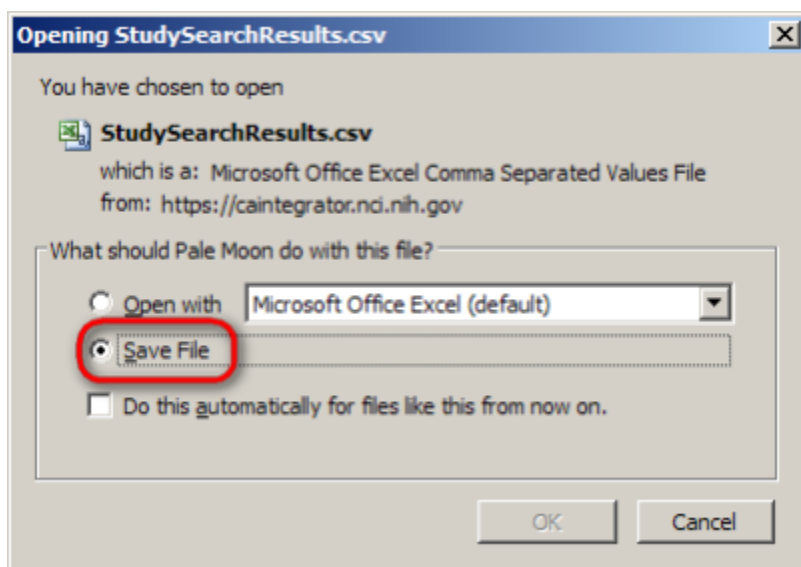 Opening StudySearchResults.csv
You have chosen to open
StudySearchResults.csv
which is a: Microsoft Office Excel Comma Separated Values File
from: https://caintegrator.nci.nih.gov
What should Pale Moon do with this file?
Open with Microsoft Office Excel (default)
Save File
Do this automatically for files like this from now on.
OK Cancel